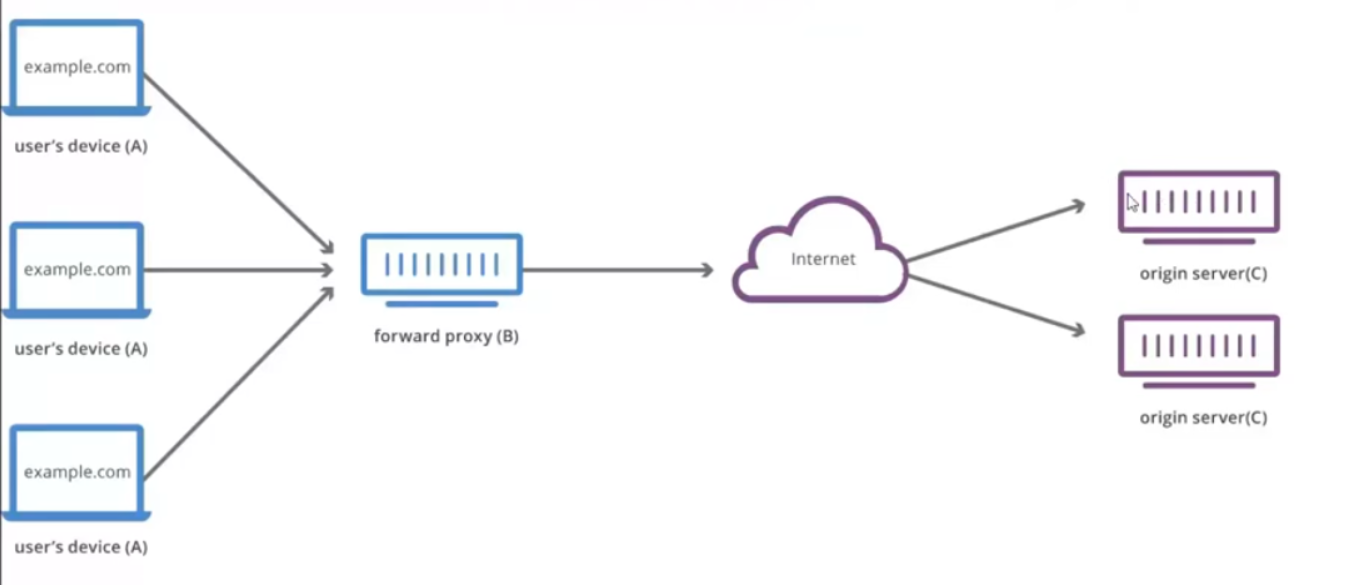 example.com
user's device (A)
example.com
user's device (A)
example.com
user's device (A)
forward proxy (B)
Internet
origin server(C)
origin server(C)